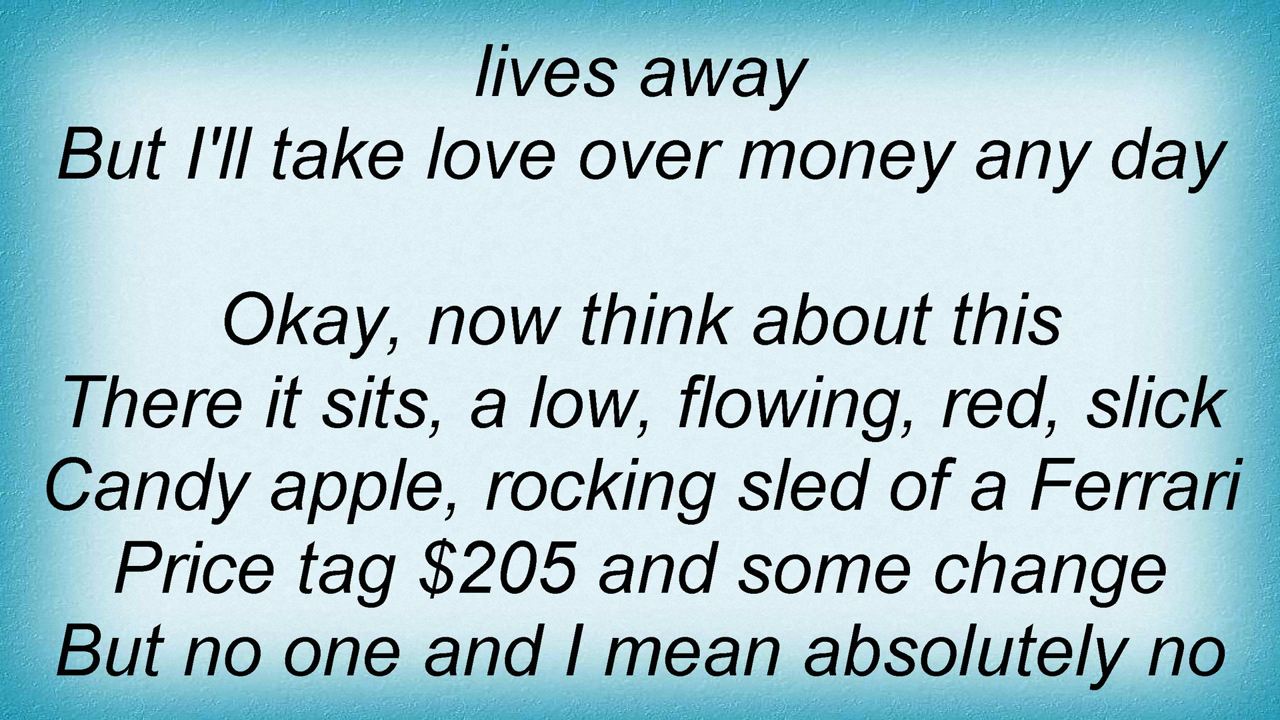 lives away
But I'll take love over money any day
Okay, now think about this
There it sits, a low, flowing, red, slick
Candy apple, rocking sled of a Ferrari
Price tag $205 and some change
But no one and I mean absolutely no